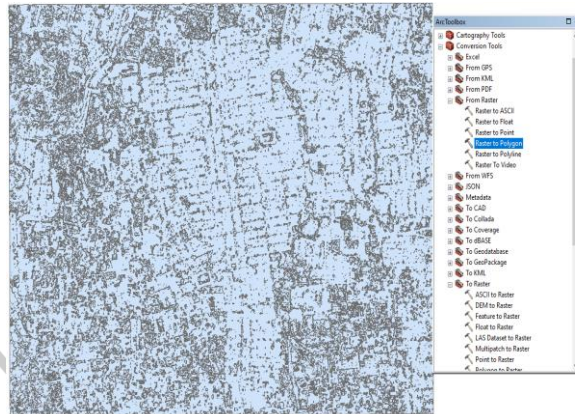 ArcToolbox
Cartography Tools
Conversion Tools
Excel
From GPS
From KML
From PDF
From Raster
Raster to ASCII
Raster to Float
Raster to Point
Raster to Polygon
Raster to Polyline
Raster To Video
From WFS
JSON
Metadata
To CAD
To Collada
To Coverage
To dBASE
To Geodatabase
To GeoPackage
To KML
To Raster
ASCII to Raster
DEM to Raster
Feature to Raster
Float to Raster
LAS Dataset to Raster
Multipatch to Raster
Point to Raster
Polygon to Raster